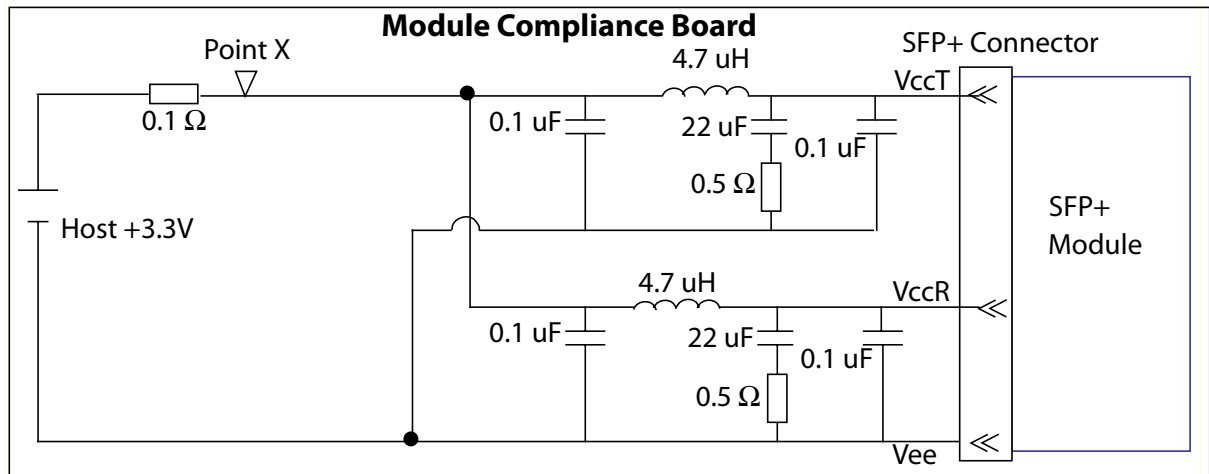 Module Compliance Board
Point X
SFP+ Connector
4.7 uH
VccT
0.1 Ω
0.1 uF
22 uF
0.1 uF
0.5 Ω
Host +3.3V
SFP+
Module
4.7 uH
VccR
0.1 uF
22 uF
0.1 uF
0.5 Ω
Vee